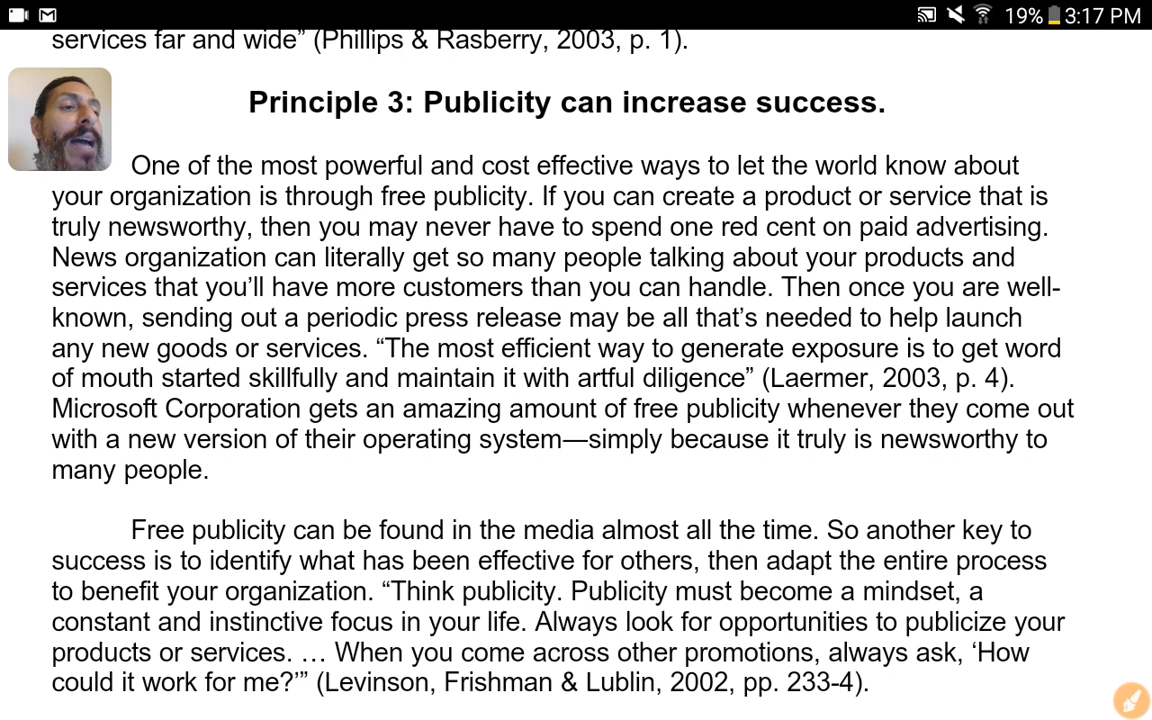 19% 3:17 PM
services far and wide” (Phillips & Rasberry, 2003, p. 1).
Principle 3: Publicity can increase success.
One of the most powerful and cost effective ways to let the world know about
your organization is through free publicity. If you can create a product or service that is
truly newsworthy, then you may never have to spend one red cent on paid advertising.
News organization can literally get so many people talking about your products and
services that you’ll have more customers than you can handle. Then once you are well-
known, sending out a periodic press release may be all that’s needed to help launch
any new goods or services. “The most efficient way to generate exposure is to get word
of mouth started skillfully and maintain it with artful diligence” (Laermer, 2003, p. 4).
Microsoft Corporation gets an amazing amount of free publicity whenever they come out
with a new version of their operating system—simply because it truly is newsworthy to
many people.
Free publicity can be found in the media almost all the time. So another key to
success is to identify what has been effective for others, then adapt the entire process
to benefit your organization. “Think publicity. Publicity must become a mindset, a
constant and instinctive focus in your life. Always look for opportunities to publicize your
products or services. … When you come across other promotions, always ask, ‘How
could it work for me?’” (Levinson, Frishman & Lublin, 2002, pp. 233-4).